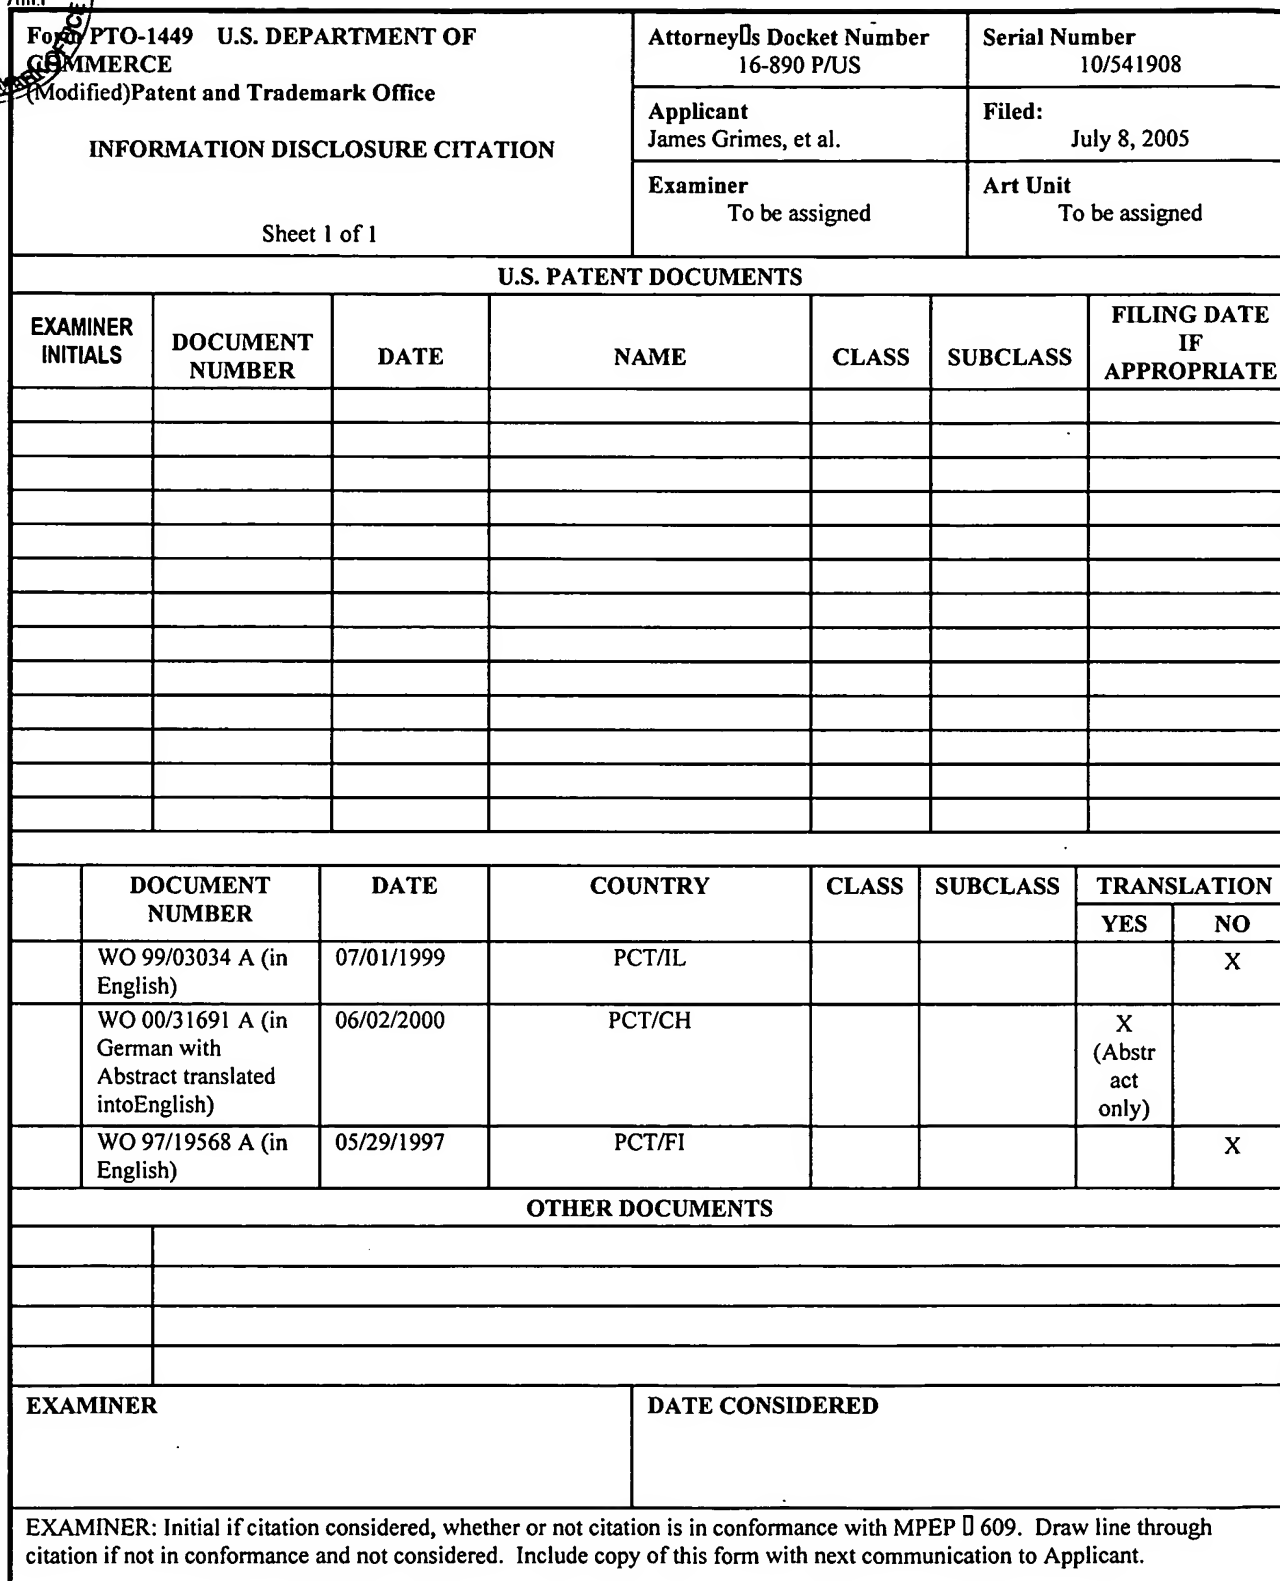 Form PTO-1449 U.S. DEPARTMENT OF
COMMERCE
(Modified)Patent and Trademark Office
INFORMATION DISCLOSURE CITATION
Sheet 1 of 1
Attorney▯s Docket Number
16-890 P/US
Serial Number
10/541908
Applicant
James Grimes, et al.
Filed:
July 8, 2005
Examiner
To be assigned
Art Unit
To be assigned
U.S. PATENT DOCUMENTS
EXAMINER
INITIALS
DOCUMENT
NUMBER
DATE
NAME
CLASS
SUBCLASS
FILING DATE
IF
APPROPRIATE
DOCUMENT
NUMBER
DATE
COUNTRY
CLASS
SUBCLASS
TRANSLATION
YES
NO
WO 99/03034 A (in
English)
07/01/1999
PCT/IL
X
WO 00/31691 A (in
German with
Abstract translated
intoEnglish)
06/02/2000
PCT/CH
X
(Abstr
act
only)
WO 97/19568 A (in
English)
05/29/1997
PCT/FI
X
OTHER DOCUMENTS
EXAMINER
DATE CONSIDERED
EXAMINER: Initial if citation considered, whether or not citation is in conformance with MPEP ▯ 609. Draw line through
citation if not in conformance and not considered. Include copy of this form with next communication to Applicant.